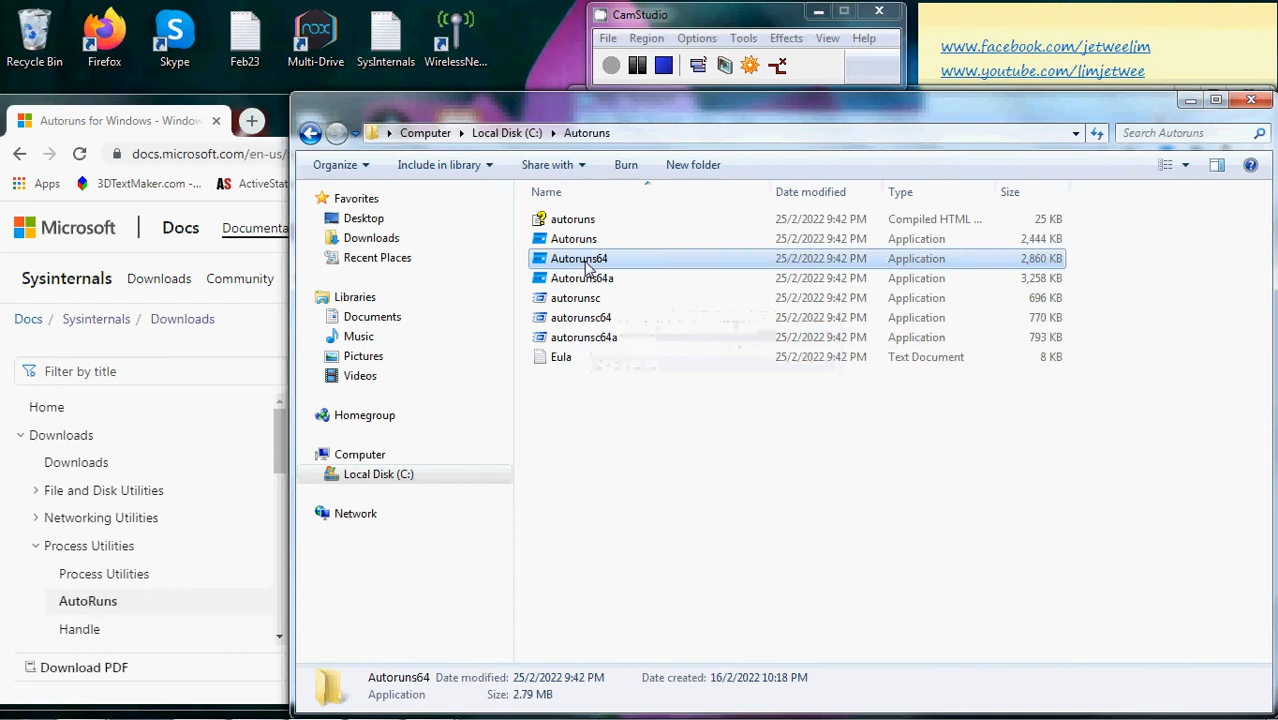 Recycle Bin
Firefox
Skype
Feb23
Multi-Drive
SysInternals
WirelessNe...
nox
CamStudio
File Region Options Tools Effects View Help
www.facebook.com/jetweelim
www.youtube.com/limjetwee
Autoruns for Windows - Window
docs.microsoft.com/en-us/
Apps 3DTextMaker.com -... ActiveSta
Microsoft Docs Documenta
Sysinternals Downloads Community
Docs / Sysinternals / Downloads
Filter by title
Home
Downloads
Downloads
File and Disk Utilities
Networking Utilities
Process Utilities
Process Utilities
AutoRuns
Handle
Download PDF
Computer Local Disk (C:) Autoruns
Search Autoruns
Organize Include in library Share with Burn New folder
Favorites
Desktop
Downloads
Recent Places
Libraries
Documents
Music
Pictures
Videos
Homegroup
Computer
Local Disk (C:)
Network
Name Date modified Type Size
autoruns 25/2/2022 9:42 PM Compiled HTML ... 25 KB
Autoruns 25/2/2022 9:42 PM Application 2,444 KB
Autoruns64 25/2/2022 9:42 PM Application 2,860 KB
Autoruns64a 25/2/2022 9:42 PM Application 3,258 KB
autorunsc 25/2/2022 9:42 PM Application 696 KB
autorunsc64 25/2/2022 9:42 PM Application 770 KB
autorunsc64a 25/2/2022 9:42 PM Application 793 KB
Eula 25/2/2022 9:42 PM Text Document 8 KB
Autoruns64 Date modified: 25/2/2022 9:42 PM Date created: 16/2/2022 10:18 PM
Application Size: 2.79 MB